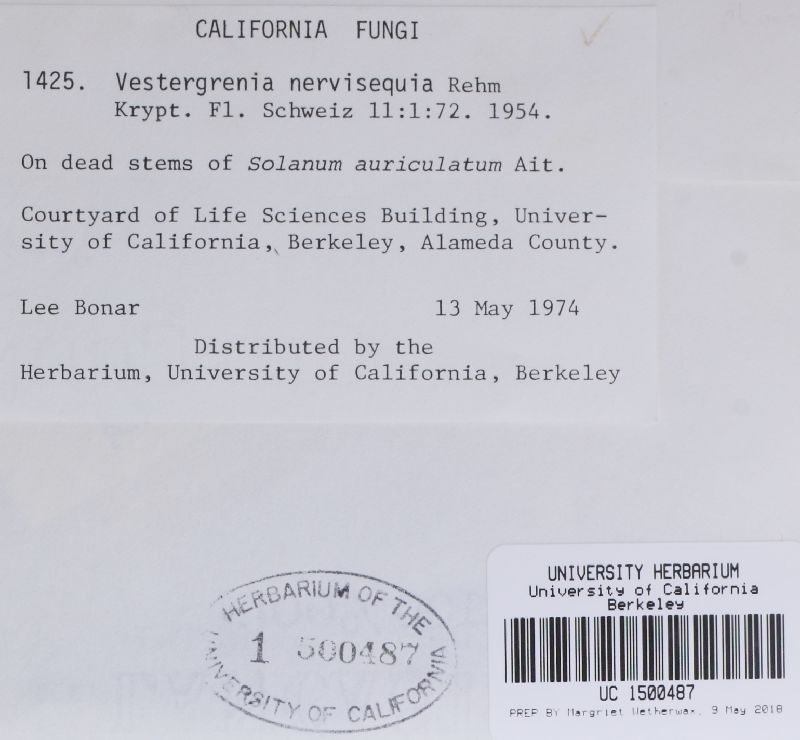 CALIFORNIA FUNGI
1425. Vestergrenia nervisequia Rehm
Krypt. Fl. Schweiz 11:1:72. 1954.
On dead stems of Solanum auriculatum Ait.
Courtyard of Life Sciences Building, Univer-
sity of California, Berkeley, Alameda County.
Lee Bonar 13 May 1974
Distributed by the
Herbarium, University of California, Berkeley
HERBARIUM OF THE
1 500487
UNIVERSITY OF CALIFORNIA
UNIVERSITY HERBARIUM
University of California
Berkeley
UC 1500487
PREP BY Margriet Wetherwax, 9 May 2018